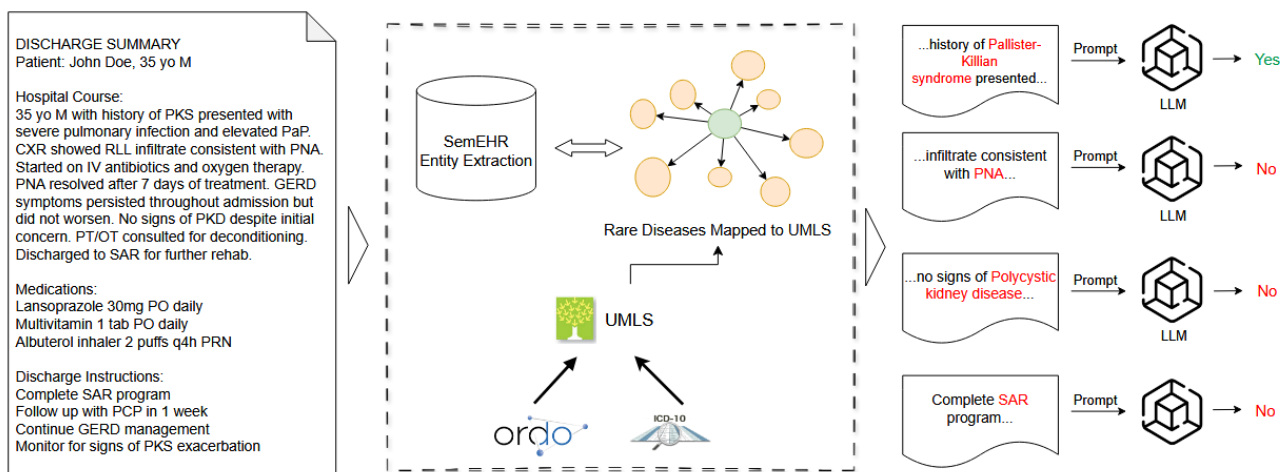 DISCHARGE SUMMARY
Patient: John Doe, 35 yo M
Hospital Course:
35 yo M with history of PKS presented with
severe pulmonary infection and elevated PaP.
CXR showed RLL infiltrate consistent with PNA.
Started on IV antibiotics and oxygen therapy.
PNA resolved after 7 days of treatment. GERD
symptoms persisted throughout admission but
did not worsen. No signs of PKD despite initial
concern. PT/OT consulted for deconditioning.
Discharged to SAR for further rehab.
Medications:
Lansoprazole 30mg PO daily
Multivitamin 1 tab PO daily
Albuterol inhaler 2 puffs q4h PRN
Discharge Instructions:
Complete SAR program
Follow up with PCP in 1 week
Continue GERD management
Monitor for signs of PKS exacerbation
SemEHR
Entity Extraction
Rare Diseases Mapped to UMLS
UMLS
ordo
ICD-10
...history of Pallister-
Killian
syndrome presented...
Prompt
LLM
Yes
...infiltrate consistent
with PNA...
Prompt
LLM
No
...no signs of Polycystic
kidney disease...
Prompt
LLM
No
Complete SAR
program...
Prompt
No